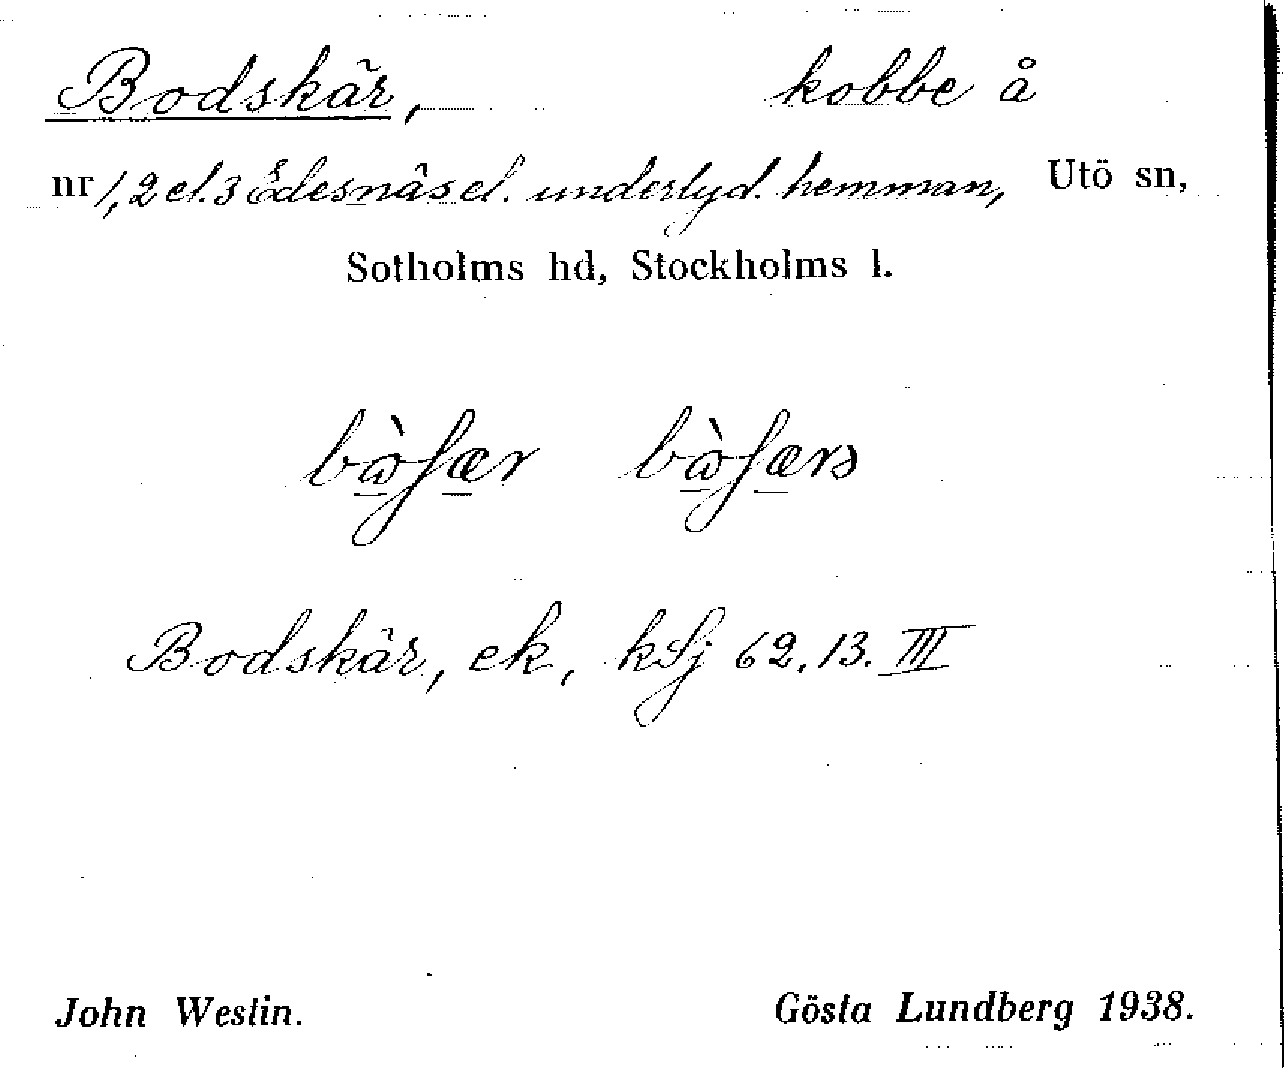 Bodskär, kobbe å
nr 1, 2 el. 3 Edesnäs el. underlyd. hemman, Utö sn,
Sotholms hd, Stockholms l.
Bodskär, ek, kfj 62.13.III
John Westin. Gösta Lundberg 1938.